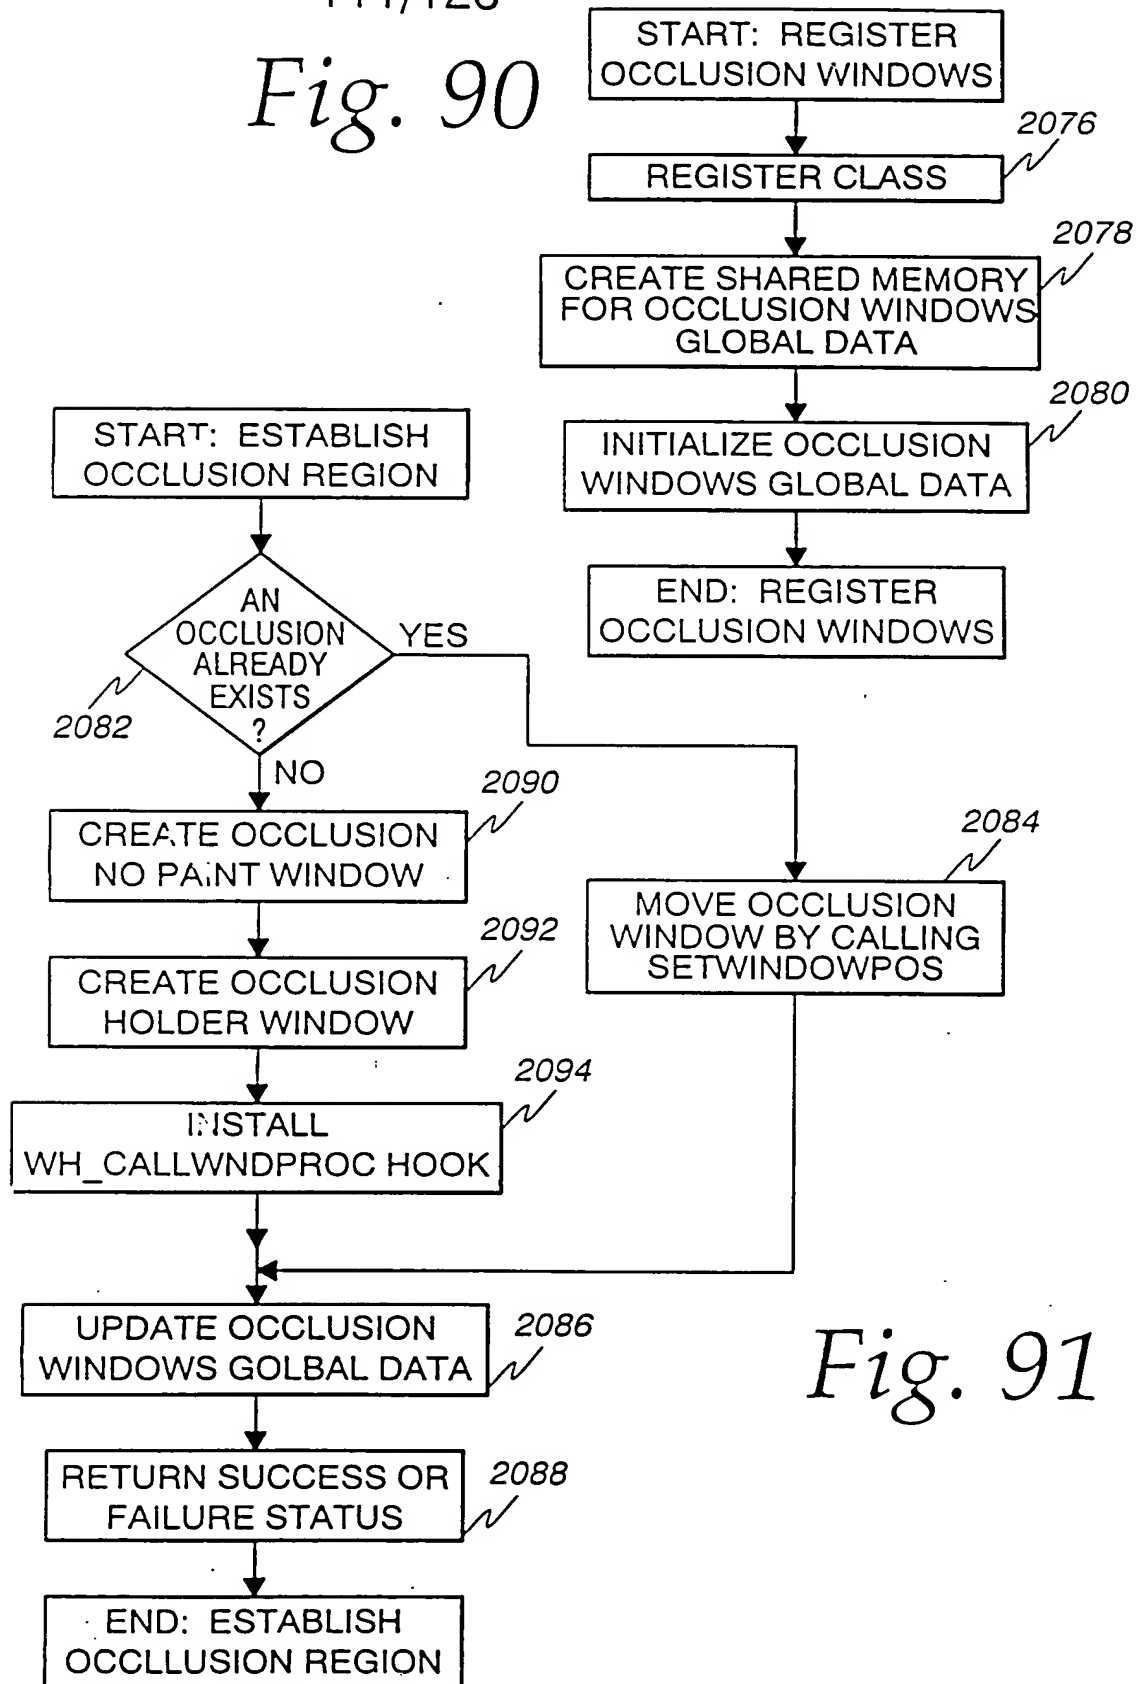 Fig. 90
START: REGISTER
OCCLUSION WINDOWS
2076
REGISTER CLASS
2078
CREATE SHARED MEMORY
FOR OCCLUSION WINDOWS
GLOBAL DATA
2080
INITIALIZE OCCLUSION
WINDOWS GLOBAL DATA
END: REGISTER
OCCLUSION WINDOWS
START: ESTABLISH
OCCLUSION REGION
AN
OCCLUSION
ALREADY
EXISTS
?
2082
YES
NO
2090
CREATE OCCLUSION
NO PAINT WINDOW
2084
MOVE OCCLUSION
WINDOW BY CALLING
SETWINDOWPOS
2092
CREATE OCCLUSION
HOLDER WINDOW
2094
INSTALL
WH_CALLWNDPROC HOOK
UPDATE OCCLUSION
WINDOWS GOLBAL DATA
2086
Fig. 91
RETURN SUCCESS OR
FAILURE STATUS
2088
END: ESTABLISH
OCCLLUSION REGION